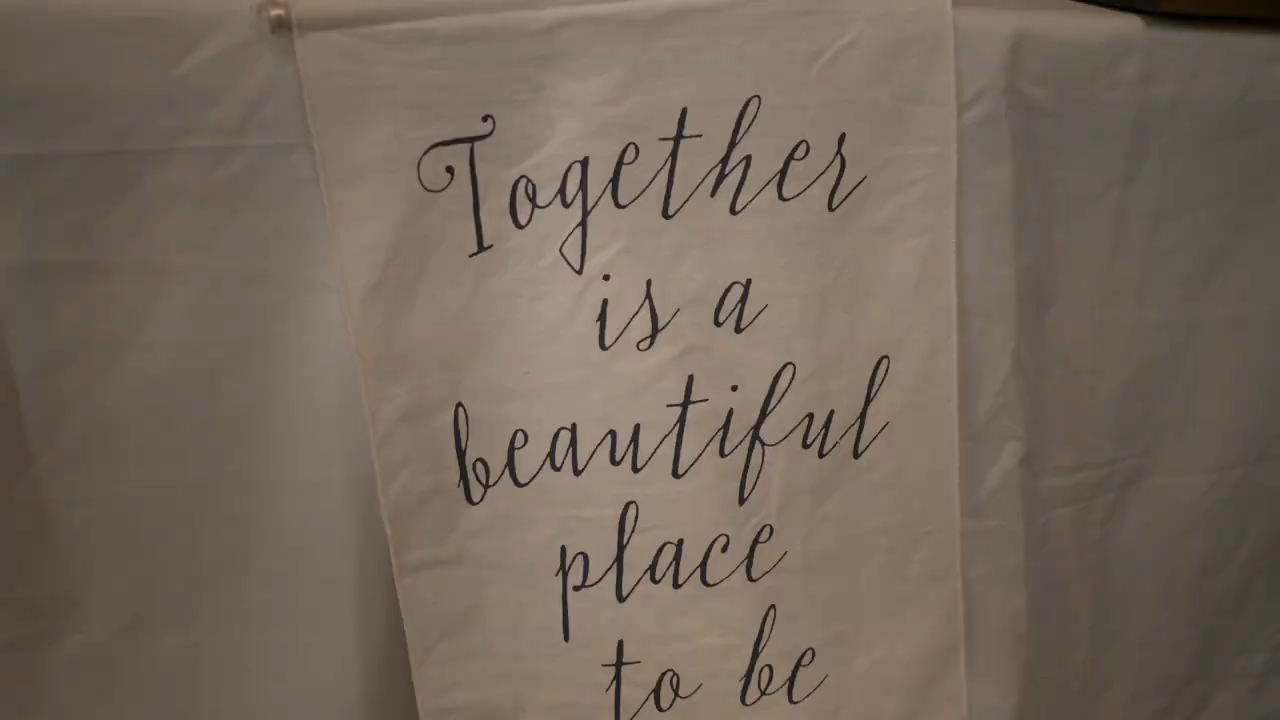 Together
is a
beautiful
place
to be